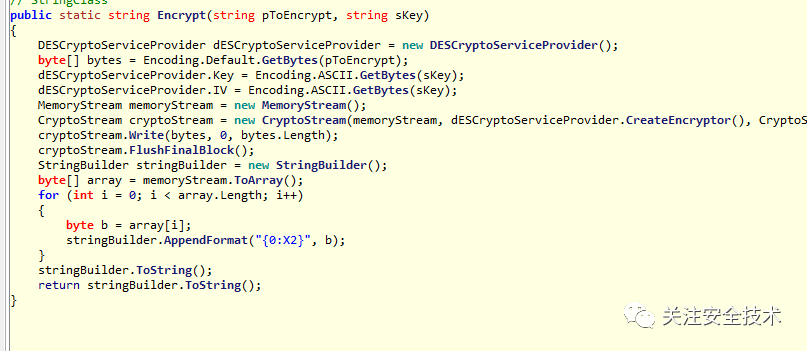 // StringClass
public static string Encrypt(string pToEncrypt, string sKey)
{
    DESCryptoServiceProvider dESCryptoServiceProvider = new DESCryptoServiceProvider();
    byte[] bytes = Encoding.Default.GetBytes(pToEncrypt);
    dESCryptoServiceProvider.Key = Encoding.ASCII.GetBytes(sKey);
    dESCryptoServiceProvider.IV = Encoding.ASCII.GetBytes(sKey);
    MemoryStream memoryStream = new MemoryStream();
    CryptoStream cryptoStream = new CryptoStream(memoryStream, dESCryptoServiceProvider.CreateEncryptor(), CryptoS
    cryptoStream.Write(bytes, 0, bytes.Length);
    cryptoStream.FlushFinalBlock();
    StringBuilder stringBuilder = new StringBuilder();
    byte[] array = memoryStream.ToArray();
    for (int i = 0; i < array.Length; i++)
    {
        byte b = array[i];
        stringBuilder.AppendFormat("{0:X2}", b);
    }
    stringBuilder.ToString();
    return stringBuilder.ToString();
}
关注安全技术